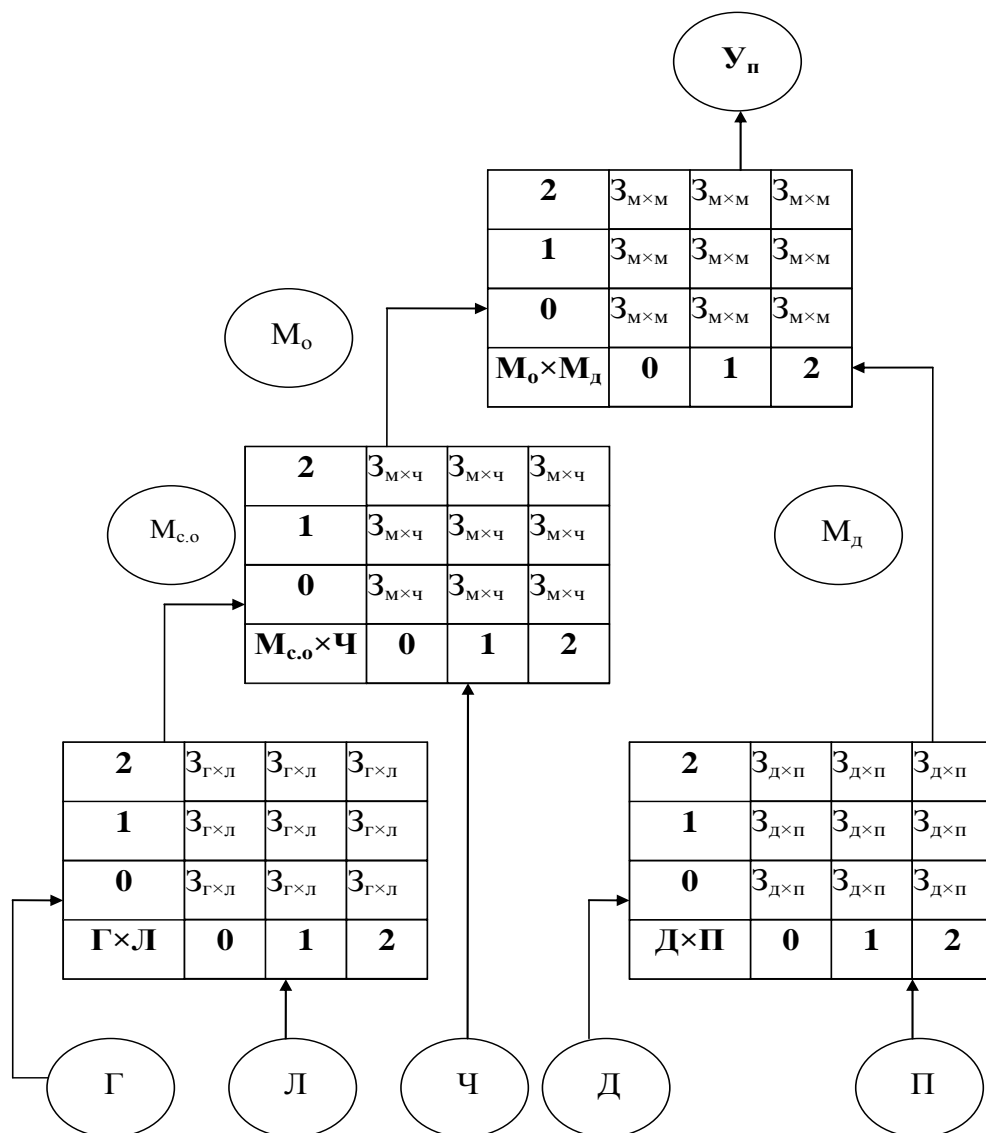 Уп
2 Зм×м Зм×м Зм×м
1 Зм×м Зм×м Зм×м
0 Зм×м Зм×м Зм×м
Мо×Мд 0 1 2
Мо
2 Зм×ч Зм×ч Зм×ч
1 Зм×ч Зм×ч Зм×ч
0 Зм×ч Зм×ч Зм×ч
Мс.о×Ч 0 1 2
Мс.о
Мд
2 Зг×л Зг×л Зг×л
1 Зг×л Зг×л Зг×л
0 Зг×л Зг×л Зг×л
Г×Л 0 1 2
2 Зд×п Зд×п Зд×п
1 Зд×п Зд×п Зд×п
0 Зд×п Зд×п Зд×п
Д×П 0 1 2
Г Л Ч Д П